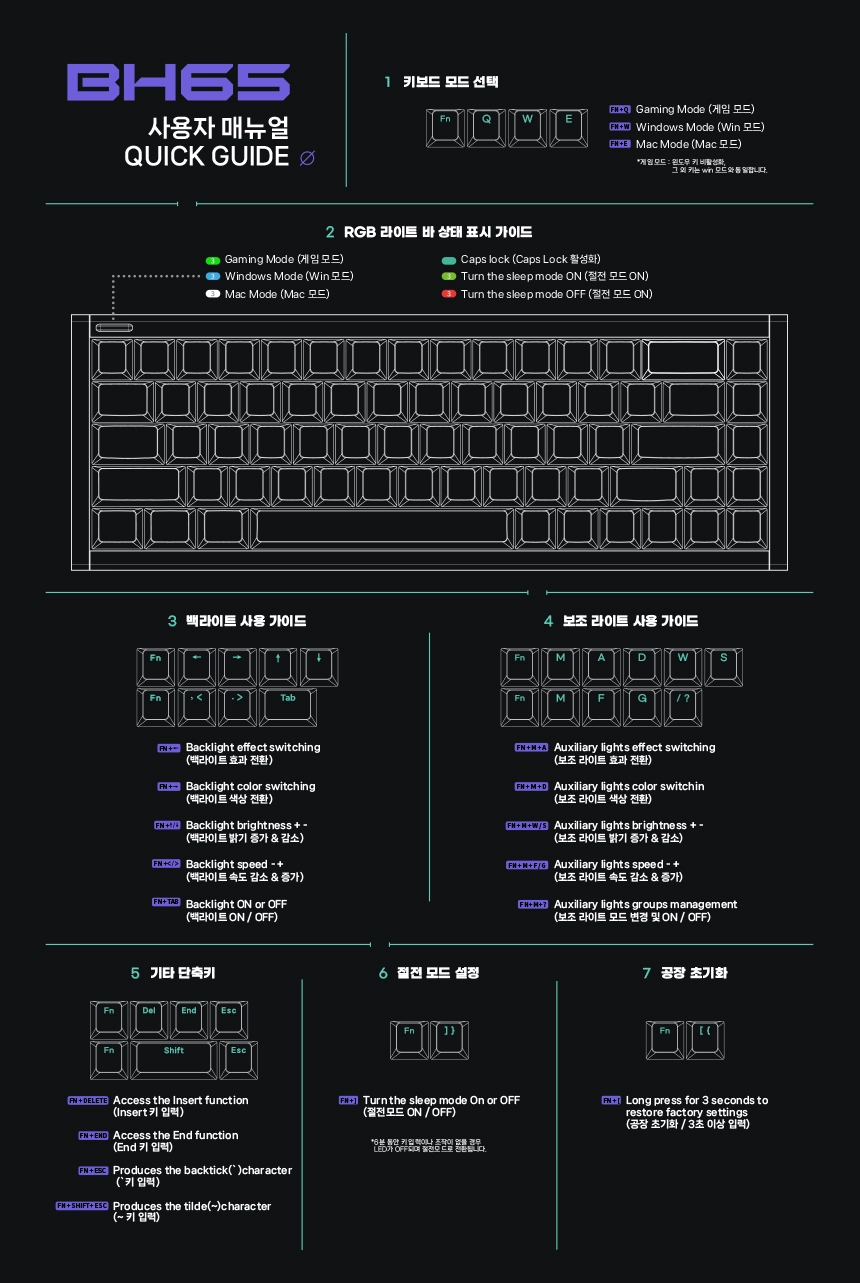 BH65
사용자 매뉴얼
QUICK GUIDE
1 키보드 모드 선택
Fn Q W E
FN+Q Gaming Mode (게임 모드)
FN+W Windows Mode (Win 모드)
FN+E Mac Mode (Mac 모드)
*게임 모드 : 윈도우 키 비활성화,
그 외 키는 win 모드와 동일합니다.
2 RGB 라이트 바 상태 표시 가이드
3 Gaming Mode (게임 모드)
3 Windows Mode (Win 모드)
3 Mac Mode (Mac 모드)
Caps lock (Caps Lock 활성화)
3 Turn the sleep mode ON (절전 모드 ON)
3 Turn the sleep mode OFF (절전 모드 ON)
3 백라이트 사용 가이드
Fn ← → ↑ ↓
Fn , < . > Tab
FN+← Backlight effect switching
(백라이트 효과 전환)
FN+→ Backlight color switching
(백라이트 색상 전환)
FN+↑/↓ Backlight brightness + -
(백라이트 밝기 증가 & 감소)
FN+</> Backlight speed - +
(백라이트 속도 감소 & 증가)
FN+TAB Backlight ON or OFF
(백라이트 ON / OFF)
4 보조 라이트 사용 가이드
Fn M A D W S
Fn M F G / ?
FN+M+A Auxiliary lights effect switching
(보조 라이트 효과 전환)
FN+M+D Auxiliary lights color switchin
(보조 라이트 색상 전환)
FN+M+W/S Auxiliary lights brightness + -
(보조 라이트 밝기 증가 & 감소)
FN+M+F/G Auxiliary lights speed - +
(보조 라이트 속도 감소 & 증가)
FN+M+? Auxiliary lights groups management
(보조 라이트 모드 변경 및 ON / OFF)
5 기타 단축키
Fn Del End Esc
Fn Shift Esc
FN+DELETE Access the Insert function
(Insert 키 입력)
FN+END Access the End function
(End 키 입력)
FN+ESC Produces the backtick(`)character
(`키 입력)
FN+SHIFT+ESC Produces the tilde(~)character
(~ 키 입력)
6 절전 모드 설정
Fn ] }
FN+] Turn the sleep mode On or OFF
(절전모드 ON / OFF)
*6분 동안 키 입력이나 조작이 없을 경우
LED가 OFF되며 절전모드로 전환됩니다.
7 공장 초기화
Fn [ {
FN+[ Long press for 3 seconds to
restore factory settings
(공장 초기화 / 3초 이상 입력)